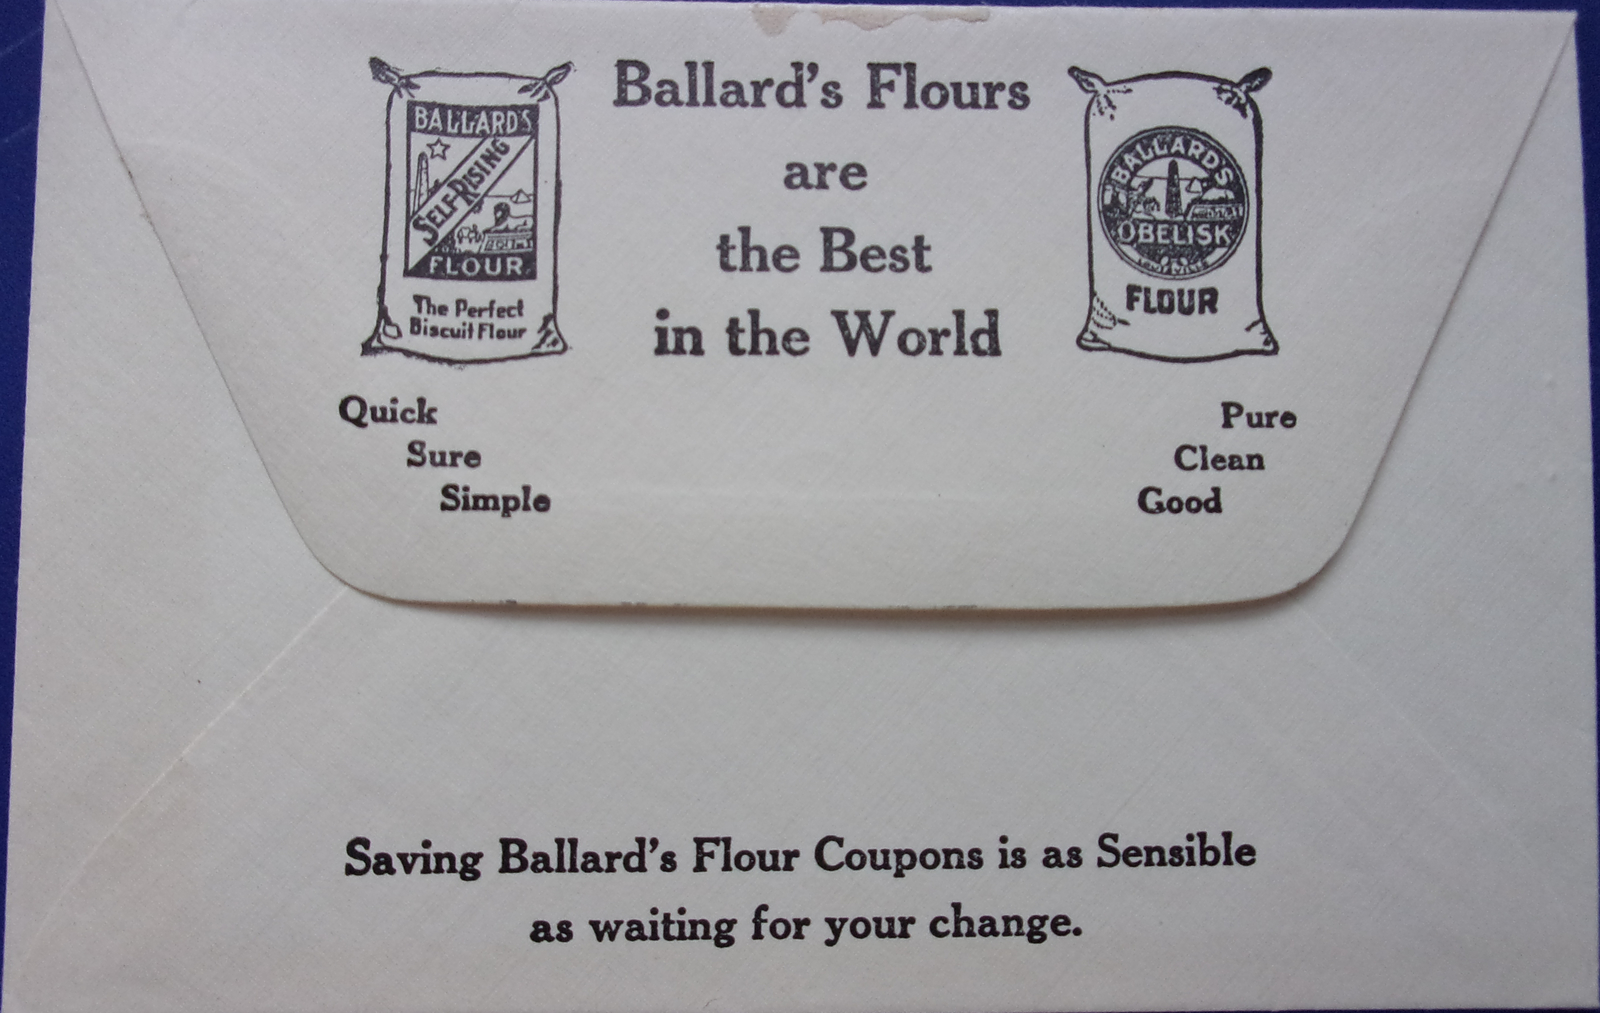 Ballard's Flours
are
the Best
in the World
BALLARD'S
SELF-RISING
FLOUR
The Perfect
Biscuit Flour
BALLARD'S
OBELISK
FLOUR
Quick
Sure
Simple
Pure
Clean
Good
Saving Ballard's Flour Coupons is as Sensible
as waiting for your change.